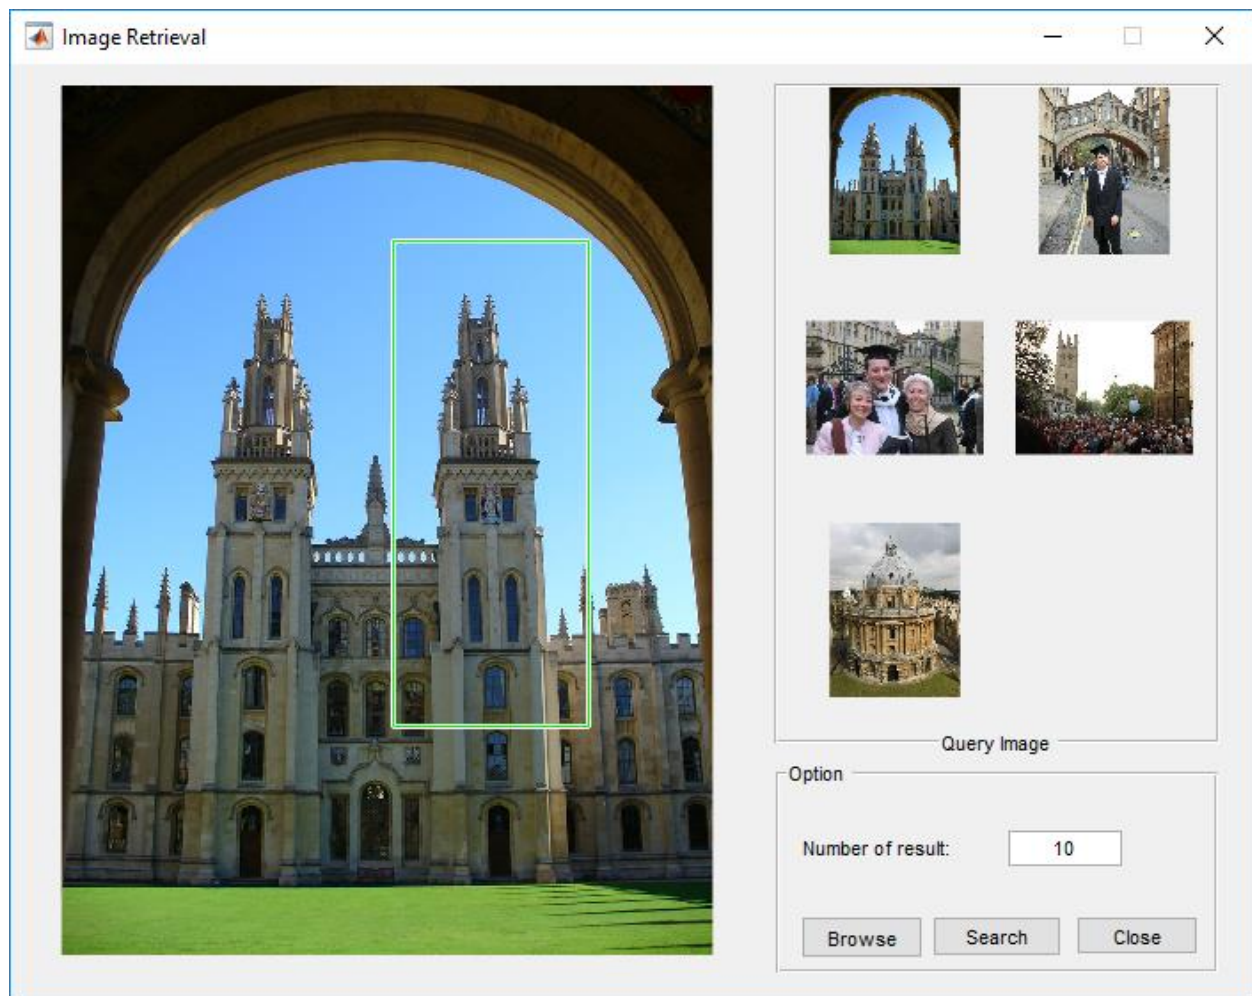 Image Retrieval
Query Image
Option
Number of result:
10
Browse
Search
Close